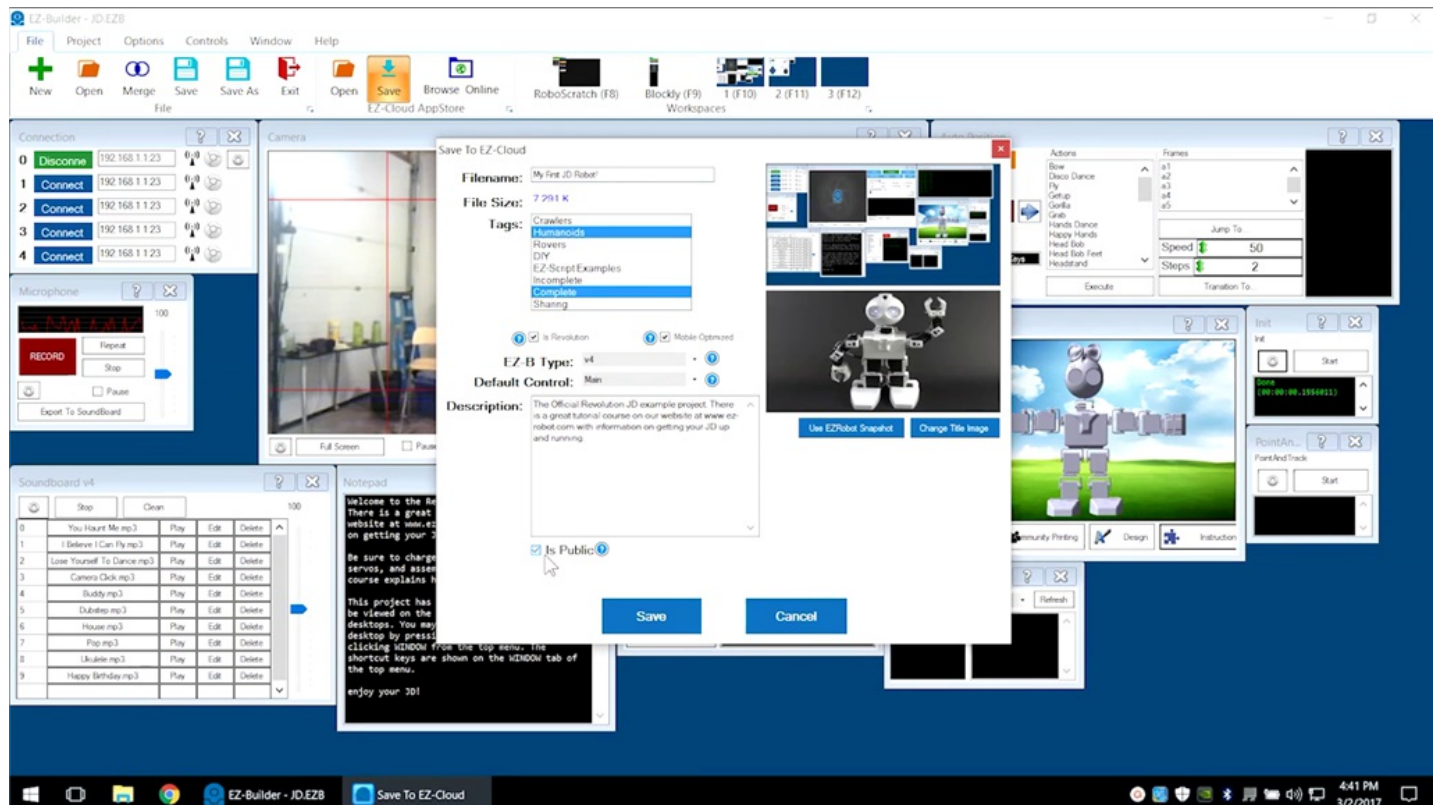 EZ-Builder - JD.EZB
File Project Options Controls Window Help
New Open Merge Save Save As Exit Open Save Browse Online RoboScratch (F8) Blockly (F9) 1 (F10) 2 (F11) 3 (F12)
File EZ-Cloud AppStore Workspaces
Connection
0 Disconne 192.168.1.1:23
1 Connect 192.168.1.1:23
2 Connect 192.168.1.1:23
3 Connect 192.168.1.1:23
4 Connect 192.168.1.1:23
Microphone
100
RECORD
Repeat
Stop
Pause
Export To SoundBoard
Camera
Full Screen
Soundboard v4
Stop Clean 100
0 You Haunt Me.mp3 Play Edit Delete
1 I Believe I Can Fly.mp3 Play Edit Delete
2 Lose Yourself To Dance.mp3 Play Edit Delete
3 Camera Click.mp3 Play Edit Delete
4 Buddy.mp3 Play Edit Delete
5 Dubstep.mp3 Play Edit Delete
6 House.mp3 Play Edit Delete
7 Pop.mp3 Play Edit Delete
8 Ukulele.mp3 Play Edit Delete
9 Happy Birthday.mp3 Play Edit Delete
Notepad
Welcome to the Re
There is a great
website at www.ez
on getting your J
Be sure to charge
servos, and assem
course explains h
This project has
be viewed on the
desktops. You may
desktop by pressi
clicking WINDOW from the top menu. The
shortcut keys are shown on the WINDOW tab of
the top menu.
enjoy your JD!
Save To EZ-Cloud
Filename: My First JD Robot!
File Size: 7.291 K
Tags:
Crawlers
Humanoids
Rovers
DIY
EZ-Script Examples
Incomplete
Complete
Sharing
Is Revolution Mobile Optimized
EZ-B Type: v4
Default Control: Main
Description: The Official Revolution JD example project. There
is a great tutorial course on our website at www.ez-
robot.com with information on getting your JD up
and running.
Is Public
Save Cancel
Use EZRobot Snapshot Change Title Image
Auto Position
Actions
Bow
Disco Dance
Fly
Getup
Gorilla
Grab
Hands Dance
Happy Hands
Head Bob
Head Bob Feet
Headstand
Execute
Frames
a1
a2
a3
a4
a5
Jump To...
Speed 50
Steps 2
Transition To...
Design Instruction
Init
Init
Start
Done
(00:00:00.1556011)
PointAn...
PointAndTrack
Start
Refresh
EZ-Builder - JD.EZB Save To EZ-Cloud
4:41 PM
3/2/2017